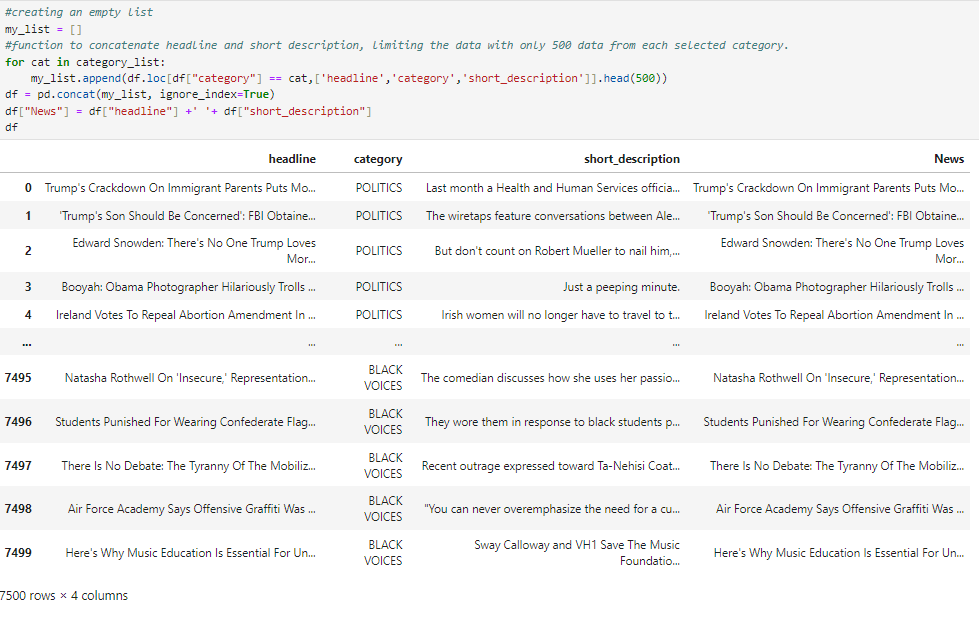 #creating an empty list
my_list = []
#function to concatenate headline and short description, limiting the data with only 500 data from each selected category.
for cat in category_list:
    my_list.append(df.loc[df["category"] == cat,['headline','category','short_description']].head(500))
df = pd.concat(my_list, ignore_index=True)
df["News"] = df["headline"] +' '+ df["short_description"]
df
headline category short_description News
0 Trump's Crackdown On Immigrant Parents Puts Mo... POLITICS Last month a Health and Human Services officia... Trump's Crackdown On Immigrant Parents Puts Mo...
1 'Trump's Son Should Be Concerned': FBI Obtaine... POLITICS The wiretaps feature conversations between Ale... 'Trump's Son Should Be Concerned': FBI Obtaine...
2 Edward Snowden: There's No One Trump Loves Mor... POLITICS But don't count on Robert Mueller to nail him,... Edward Snowden: There's No One Trump Loves Mor...
3 Booyah: Obama Photographer Hilariously Trolls ... POLITICS Just a peeping minute. Booyah: Obama Photographer Hilariously Trolls ...
4 Ireland Votes To Repeal Abortion Amendment In ... POLITICS Irish women will no longer have to travel to t... Ireland Votes To Repeal Abortion Amendment In ...
... ... ... ... ...
7495 Natasha Rothwell On 'Insecure,' Representation... BLACK VOICES The comedian discusses how she uses her passio... Natasha Rothwell On 'Insecure,' Representation...
7496 Students Punished For Wearing Confederate Flag... BLACK VOICES They wore them in response to black students p... Students Punished For Wearing Confederate Flag...
7497 There Is No Debate: The Tyranny Of The Mobiliz... BLACK VOICES Recent outrage expressed toward Ta-Nehisi Coat... There Is No Debate: The Tyranny Of The Mobiliz...
7498 Air Force Academy Says Offensive Graffiti Was ... BLACK VOICES "You can never overemphasize the need for a cu... Air Force Academy Says Offensive Graffiti Was ...
7499 Here's Why Music Education Is Essential For Un... BLACK VOICES Sway Calloway and VH1 Save The Music Foundatio... Here's Why Music Education Is Essential For Un...
7500 rows × 4 columns